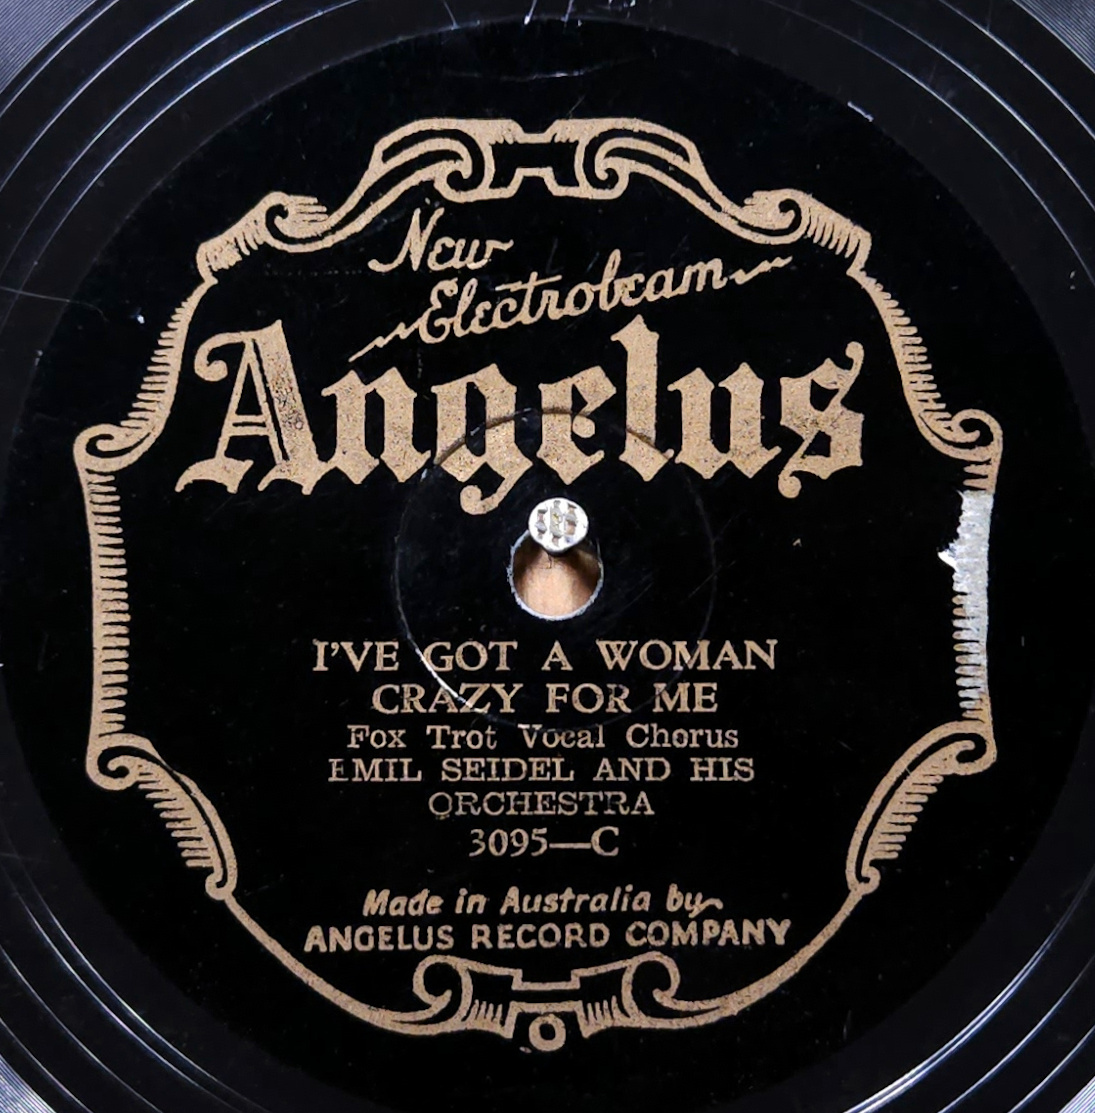 New
Electrobeam
Angelus
I'VE GOT A WOMAN
CRAZY FOR ME
Fox Trot Vocal Chorus
EMIL SEIDEL AND HIS
ORCHESTRA
3095—C
Made in Australia by
ANGELUS RECORD COMPANY